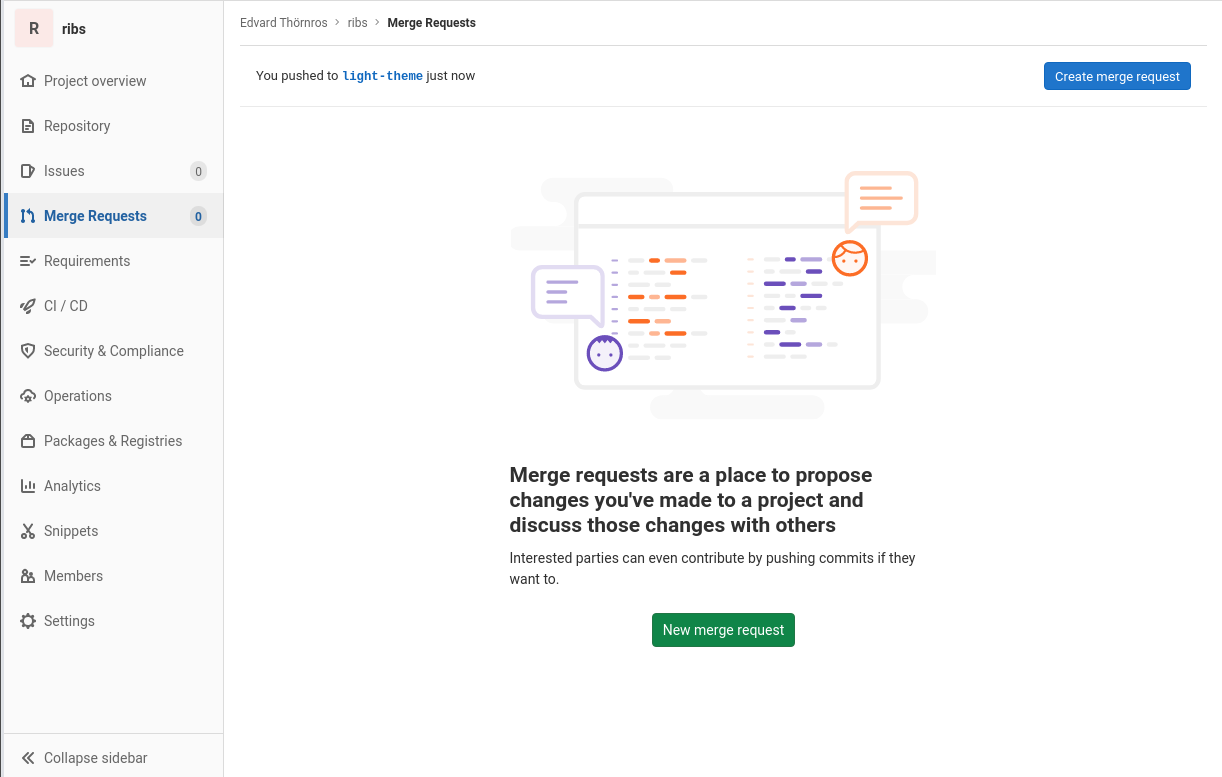 R ribs
Project overview
Repository
Issues 0
Merge Requests 0
Requirements
CI / CD
Security & Compliance
Operations
Packages & Registries
Analytics
Snippets
Members
Settings
Collapse sidebar
Edvard Thörnros > ribs > Merge Requests
You pushed to light-theme just now
Create merge request
Merge requests are a place to propose
changes you've made to a project and
discuss those changes with others
Interested parties can even contribute by pushing commits if they
want to.
New merge request